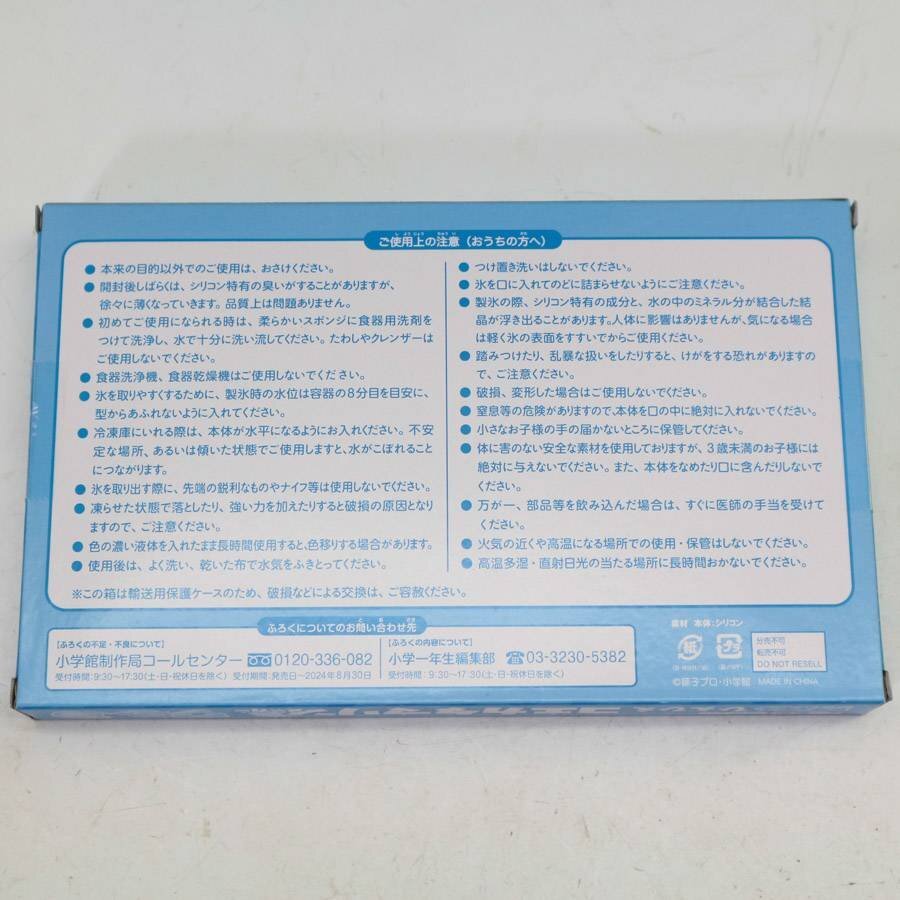 ご使用上の注意（おうちの方へ）
●本来の目的以外でのご使用は、おさけください。
●開封後しばらくは、シリコン特有の臭いがすることがありますが、
徐々に薄くなっていきます。品質上は問題ありません。
●初めてご使用になられる時は、柔らかいスポンジに食器用洗剤を
つけて洗浄し、水で十分に洗い流してください。たわしやクレンザーは
ご使用しないでください。
●食器洗浄機、食器乾燥機はご使用しないでください。
●氷を取りやすくするために、製氷時の水位は容器の8分目を目安に、
型からあふれないように入れてください。
●冷凍庫にいれる際は、本体が水平になるようにお入れください。不安
定な場所、あるいは傾いた状態でご使用しますと、水がこぼれること
につながります。
●氷を取り出す際に、先端の鋭利なものやナイフ等は使用しないでください。
●凍らせた状態で落としたり、強い力を加えたりすると破損の原因となり
ますので、ご注意ください。
●色の濃い液体を入れたまま長時間使用すると、色移りする場合があります。
●使用後は、よく洗い、乾いた布で水気をふきとってください。
●つけ置き洗いはしないでください。
●氷を口に入れてのどに詰まらせないようにご注意ください。
●製氷の際、シリコン特有の成分と、水の中のミネラル分が結合した結
晶が浮き出ることがあります。人体に影響はありませんが、気になる場合
は軽く氷の表面をすすいでからご使用ください。
●踏みつけたり、乱暴な扱いをしたりすると、けがをする恐れがありますの
で、ご注意ください。
●破損、変形した場合はご使用しないでください。
●窒息等の危険がありますので、本体を口の中に絶対に入れないでください。
●小さなお子様の手の届かないところに保管してください。
●体に害のない安全な素材を使用しておりますが、3歳未満のお子様には
絶対に与えないでください。また、本体をなめたり口に含んだりしないで
ください。
●万が一、部品等を飲み込んだ場合は、すぐに医師の手当を受けて
ください。
●火気の近くや高温になる場所での使用・保管はしないでください。
●高温多湿・直射日光の当たる場所に長時間おかないでください。
※この箱は輸送用保護ケースのため、破損などによる交換は、ご容赦ください。
ふろくについてのお問い合わせ先
【ふろくの不足・不良について】
小学館制作局コールセンター 0120-336-082
受付時間：9:30〜17:30（土・日・祝休日を除く） 受付期間：発売日〜2024年8月30日
【ふろくの内容について】
小学一年生編集部 ☎03-3230-5382
受付時間：9:30〜17:30（土・日・祝休日を除く）
素材 本体：シリコン
紙
プラ
分売不可
転売不可
DO NOT RESELL
©藤子プロ・小学館 MADE IN CHINA